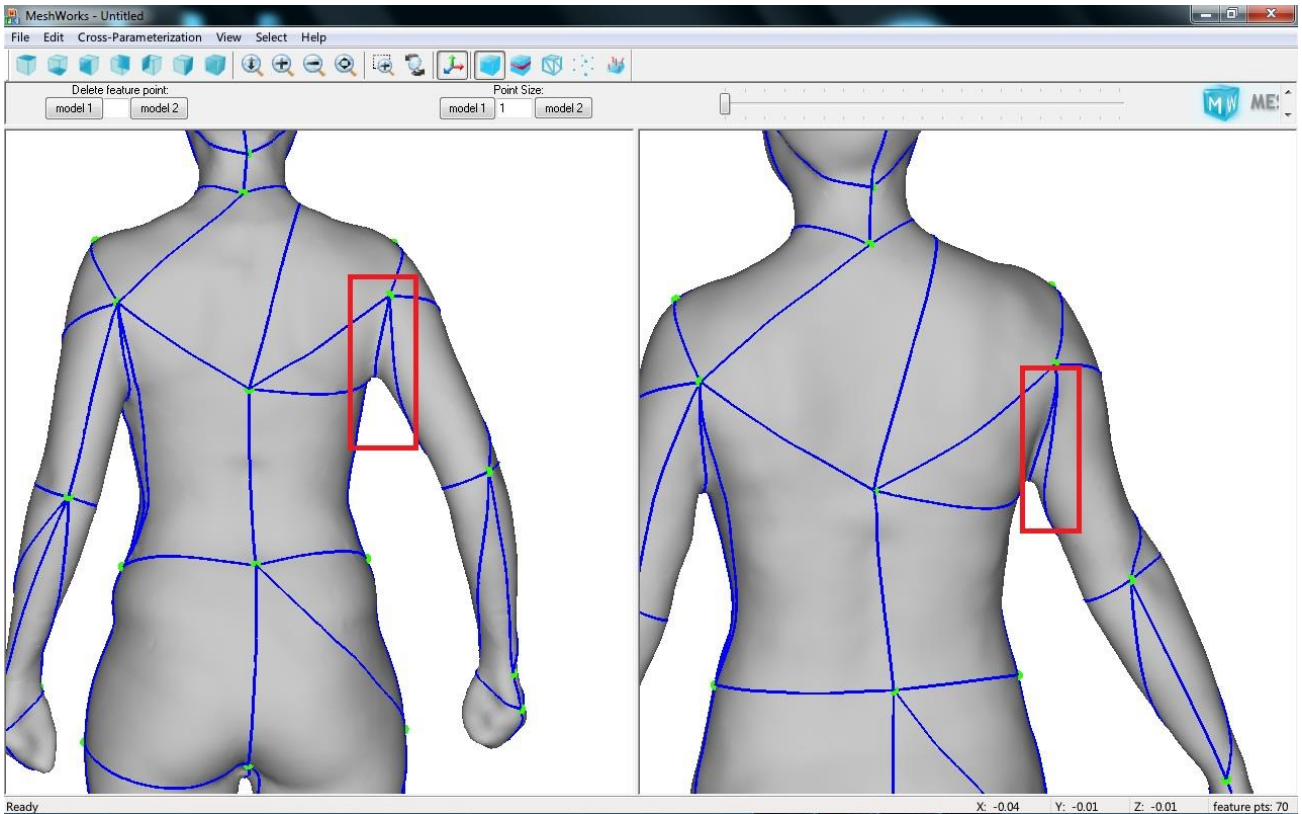 MeshWorks - Untitled
File Edit Cross-Parameterization View Select Help
Delete feature point:
model 1 model 2
Point Size:
model 1 1 model 2
MW ME
Ready X: -0.04 Y: -0.01 Z: -0.01 feature pts: 70